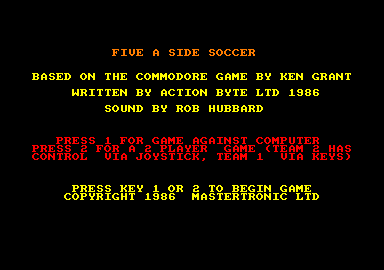 FIVE A SIDE SOCCER
BASED ON THE COMMODORE GAME BY KEN GRANT
WRITTEN BY ACTION BYTE LTD 1986
SOUND BY ROB HUBBARD
PRESS 1 FOR GAME AGAINST COMPUTER
PRESS 2 FOR A 2 PLAYER  GAME (TEAM 2 HAS
CONTROL  VIA JOYSTICK, TEAM 1  VIA KEYS)
PRESS KEY 1 OR 2 TO BEGIN GAME
COPYRIGHT 1986  MASTERTRONIC LTD